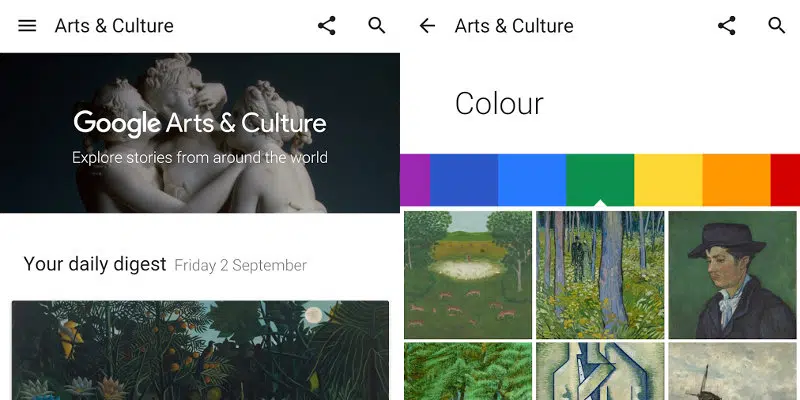 Arts & Culture
Google Arts & Culture
Explore stories from around the world
Your daily digest Friday 2 September
Arts & Culture
Colour